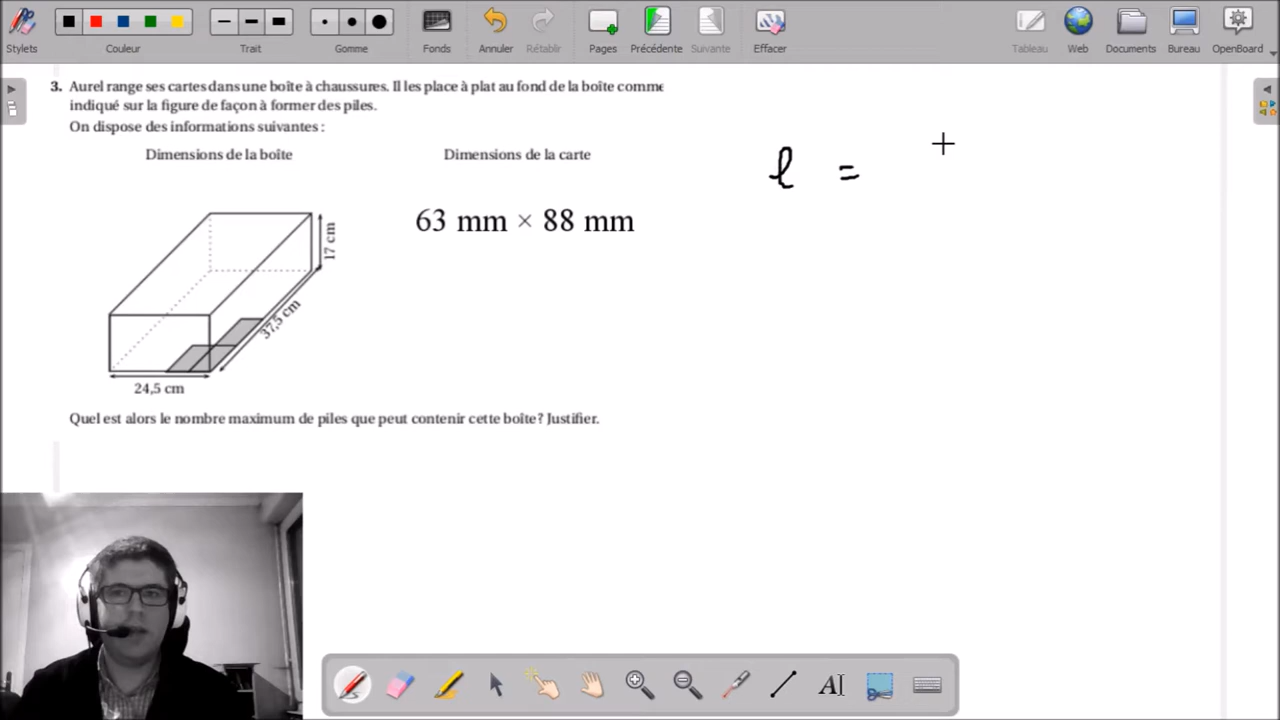 Stylets Couleur Trait Gomme Fonds Annuler Rétablir Pages Précédente Suivante Effacer Tableau Web Documents Bureau OpenBoard
3. Aurel range ses cartes dans une boîte à chaussures. Il les place à plat au fond de la boîte comme
indiqué sur la figure de façon à former des piles.
On dispose des informations suivantes :
Dimensions de la boîte Dimensions de la carte
ℓ =
63 mm × 88 mm
17 cm
37,5 cm
24,5 cm
Quel est alors le nombre maximum de piles que peut contenir cette boîte? Justifier.
AI